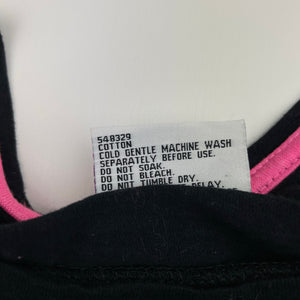 548329
COTTON
COLD GENTLE MACHINE WASH
SEPARATELY BEFORE USE.
DO NOT SOAK.
DO NOT BLEACH.
DO NOT TUMBLE DRY.
DELAY.